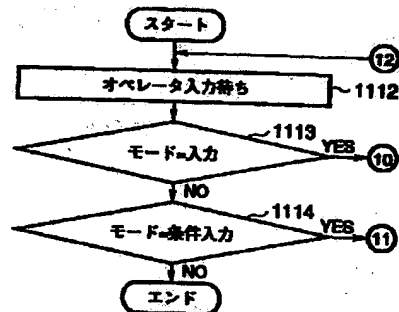 スタート
12
オペレータ入力待ち
1112
1113
モード=入力
YES
10
NO
1114
モード=条件入力
YES
11
NO
エンド